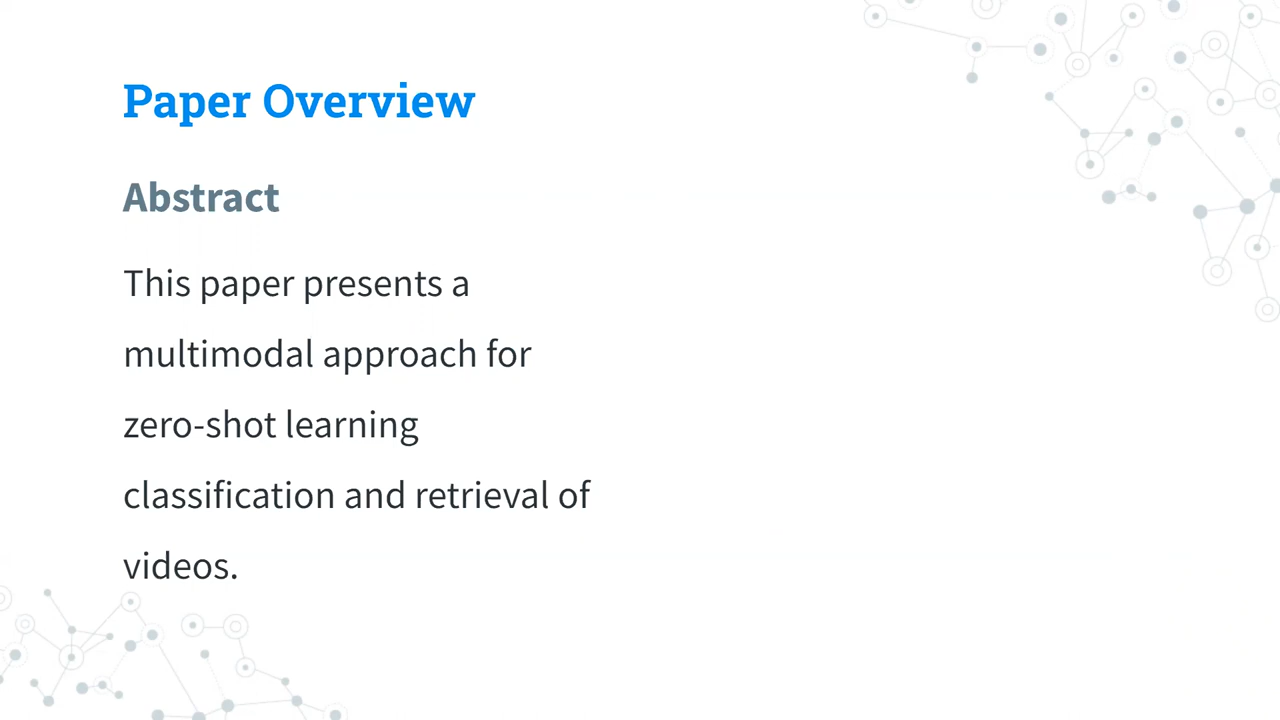 Paper Overview
Abstract
This paper presents a
multimodal approach for
zero-shot learning
classification and retrieval of
videos.